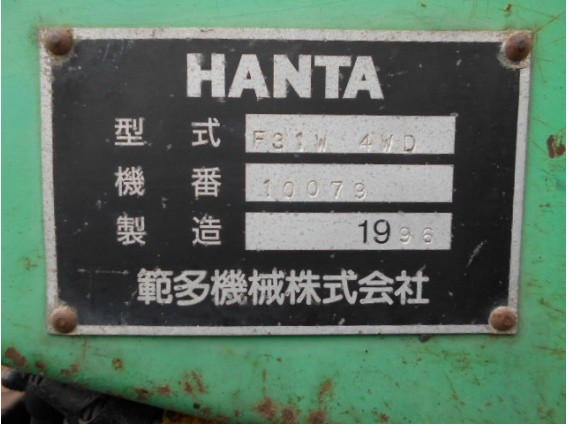 HANTA
型式 F31W 4WD
機番 10079
製造 1996
範多機械株式会社